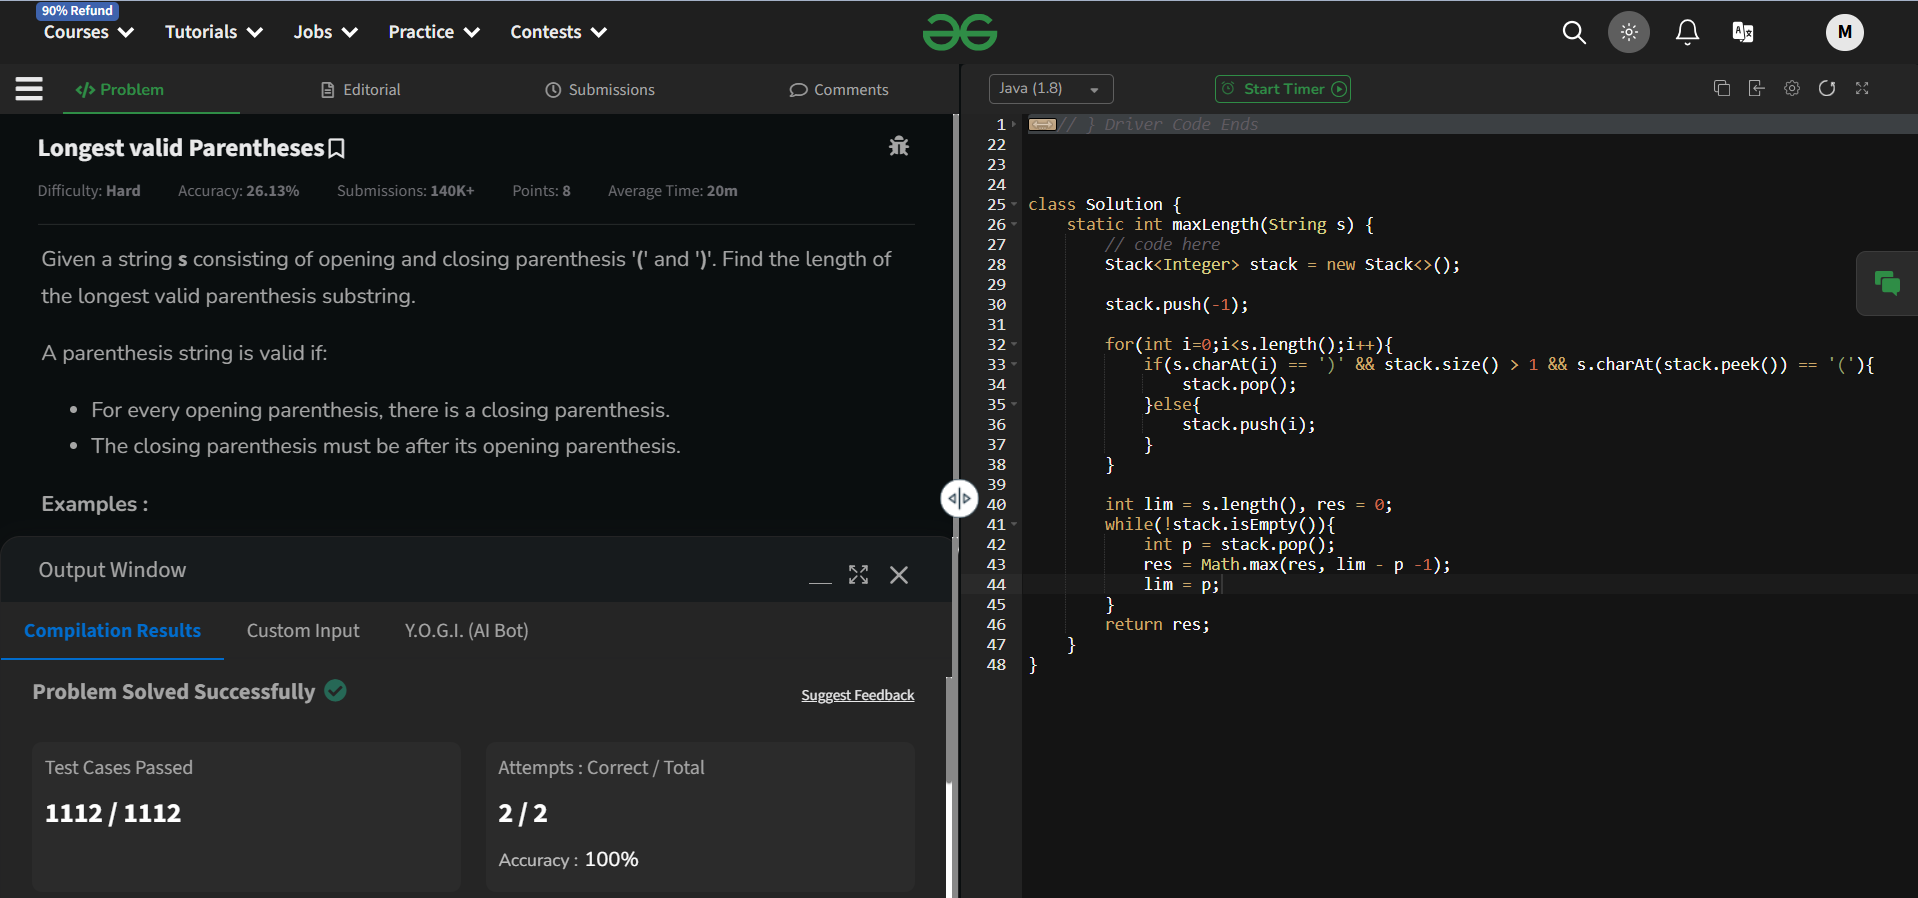 90% Refund
Courses Tutorials Jobs Practice Contests
M
Problem Editorial Submissions Comments
Longest valid Parentheses
Difficulty: Hard Accuracy: 26.13% Submissions: 140K+ Points: 8 Average Time: 20m
Given a string s consisting of opening and closing parenthesis '(' and ')'. Find the length of
the longest valid parenthesis substring.
A parenthesis string is valid if:
• For every opening parenthesis, there is a closing parenthesis.
• The closing parenthesis must be after its opening parenthesis.
Examples :
Output Window
Compilation Results Custom Input Y.O.G.I. (AI Bot)
Problem Solved Successfully
Suggest Feedback
Test Cases Passed
1112 / 1112
Attempts : Correct / Total
2 / 2
Accuracy : 100%
Java (1.8) Start Timer
1 // } Driver Code Ends
22
23
24
25 class Solution {
26     static int maxLength(String s) {
27         // code here
28         Stack<Integer> stack = new Stack<>();
29
30         stack.push(-1);
31
32         for(int i=0;i<s.length();i++){
33             if(s.charAt(i) == ')' && stack.size() > 1 && s.charAt(stack.peek()) == '('){
34                 stack.pop();
35             }else{
36                 stack.push(i);
37             }
38         }
39
40         int lim = s.length(), res = 0;
41         while(!stack.isEmpty()){
42             int p = stack.pop();
43             res = Math.max(res, lim - p -1);
44             lim = p;
45         }
46         return res;
47     }
48 }